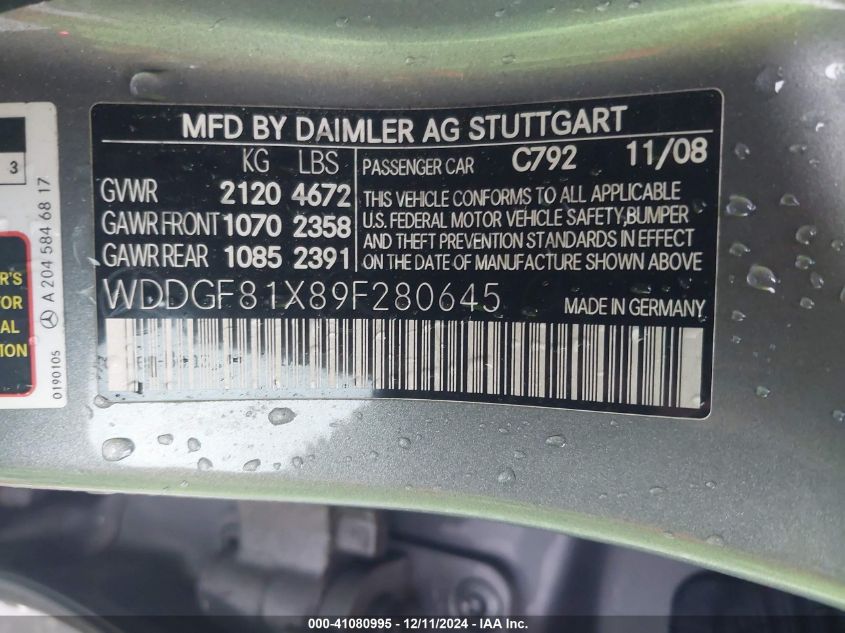 MFD BY DAIMLER AG STUTTGART
KG LBS
GVWR 2120 4672
GAWR FRONT 1070 2358
GAWR REAR 1085 2391
PASSENGER CAR C792 11/08
THIS VEHICLE CONFORMS TO ALL APPLICABLE
U.S. FEDERAL MOTOR VEHICLE SAFETY,BUMPER
AND THEFT PREVENTION STANDARDS IN EFFECT
ON THE DATE OF MANUFACTURE SHOWN ABOVE
WDDGF81X89F280645
MADE IN GERMANY
3
A 204 584 68 17
0190105
000-41080995 - 12/11/2024 - IAAI.com